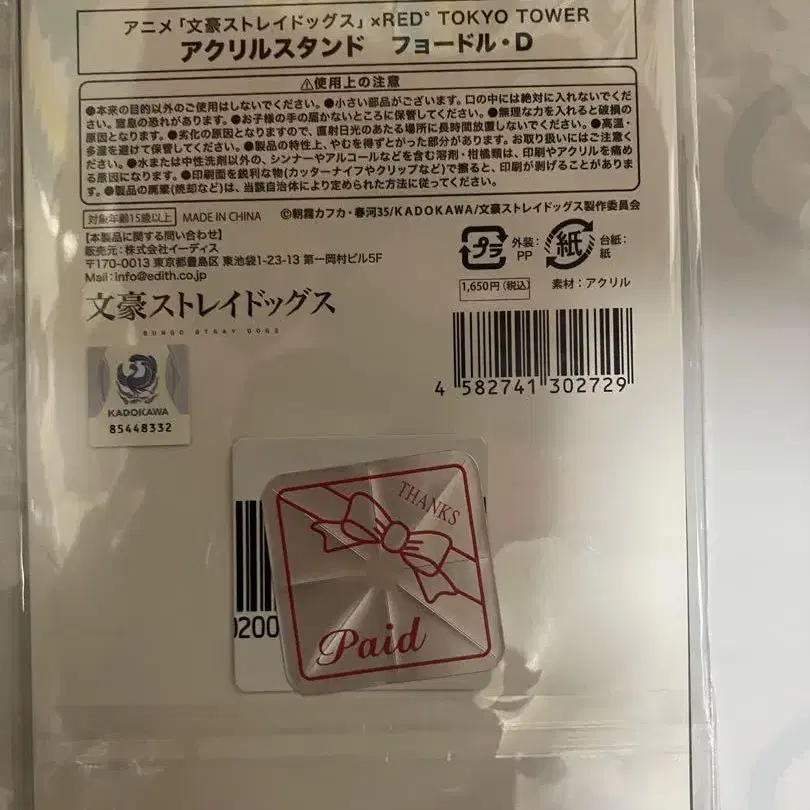 アニメ「文豪ストレイドッグス」×RED° TOKYO TOWER
アクリルスタンド フョードル・D
⚠使用上の注意
●本来の目的以外のご使用はしないでください。●小さい部品がございます。口の中には絶対に入れないでくだ
さい。窒息の恐れがあります。●お子様の手の届かないところに保管してください。●無理な力を入れると破損の
原因となります。●劣化の原因となりますので、直射日光のあたる場所に長時間放置しないでください。●高温・
多湿を避けて保管してください。●製品の特性上、やむを得ずとがった部分があります。お取り扱いにはご注意く
ださい。●水または中性洗剤以外の、シンナーやアルコールなどを含む溶剤・柑橘類は、印刷やアクリルを痛め
る原因になります。●印刷面を鋭利な物(カッターナイフやクリップなど)で擦ると、印刷が剥げることがありま
す。●製品の廃棄(焼却など)は、当該自治体により定められた方法に従ってください。
対象年齢15歳以上 MADE IN CHINA ©朝霧カフカ・春河35/KADOKAWA/文豪ストレイドッグス製作委員会
【本製品に関する問い合わせ】
販売元:株式会社イーディス
〒170-0013 東京都豊島区 東池袋1-23-13 第一岡村ビル5F
Mail:info@edith.co.jp
プラ 外装:PP 紙 台紙:紙
1,650円(税込) 素材:アクリル
文豪ストレイドッグス
BUNGO STRAY DOGS
4 582741 302729
KADOKAWA
85448332
THANKS
0200
Paid